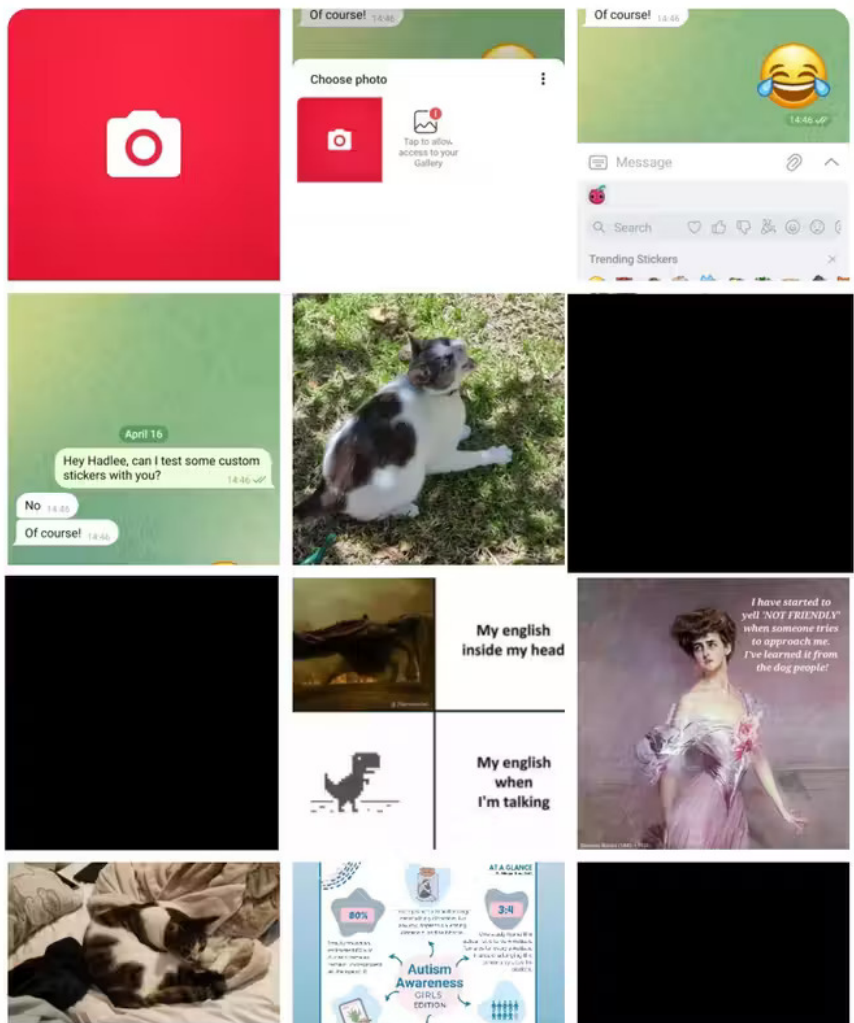 Of course! 14:46
Choose photo
Tap to allow
access to your
Gallery
Of course! 14:46
14:46
Message
Search
Trending Stickers
April 16
Hey Hadlee, can I test some custom
stickers with you?
14:46
No 14:46
Of course! 14:46
My english
inside my head
My english
when
I'm talking
I have started to
yell 'NOT FRIENDLY'
when someone tries
to approach me.
I've learned it from
the dog people!
AT A GLANCE
80%
3:4
Autism
Awareness
GIRLS
EDITION